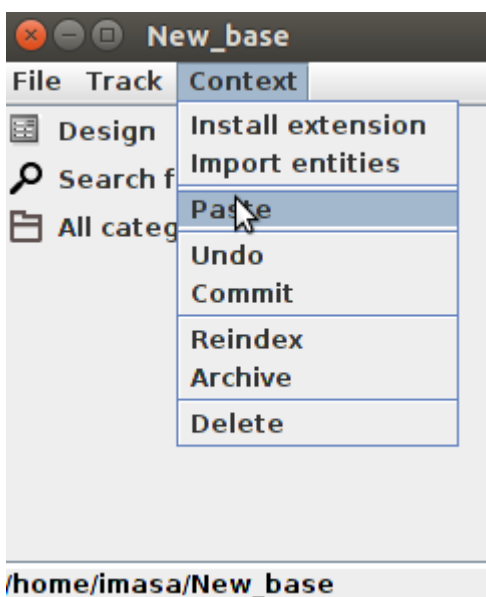 New_base
File Track Context
Install extension
Import entities
Paste
Undo
Commit
Reindex
Archive
Delete
Design
Search f
All categ
/home/imasa/New_base